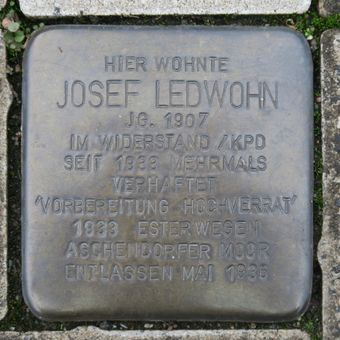 HIER WOHNTE
JOSEF LEDWOHN
JG. 1907
IM WIDERSTAND / KPD
SEIT 1933 MEHRMALS
VERHAFTET
'VORBEREITUNG HOCHVERRAT'
1933 ESTERWEGEN
ASCHENDORFER MOOR
ENTLASSEN MAI 1936